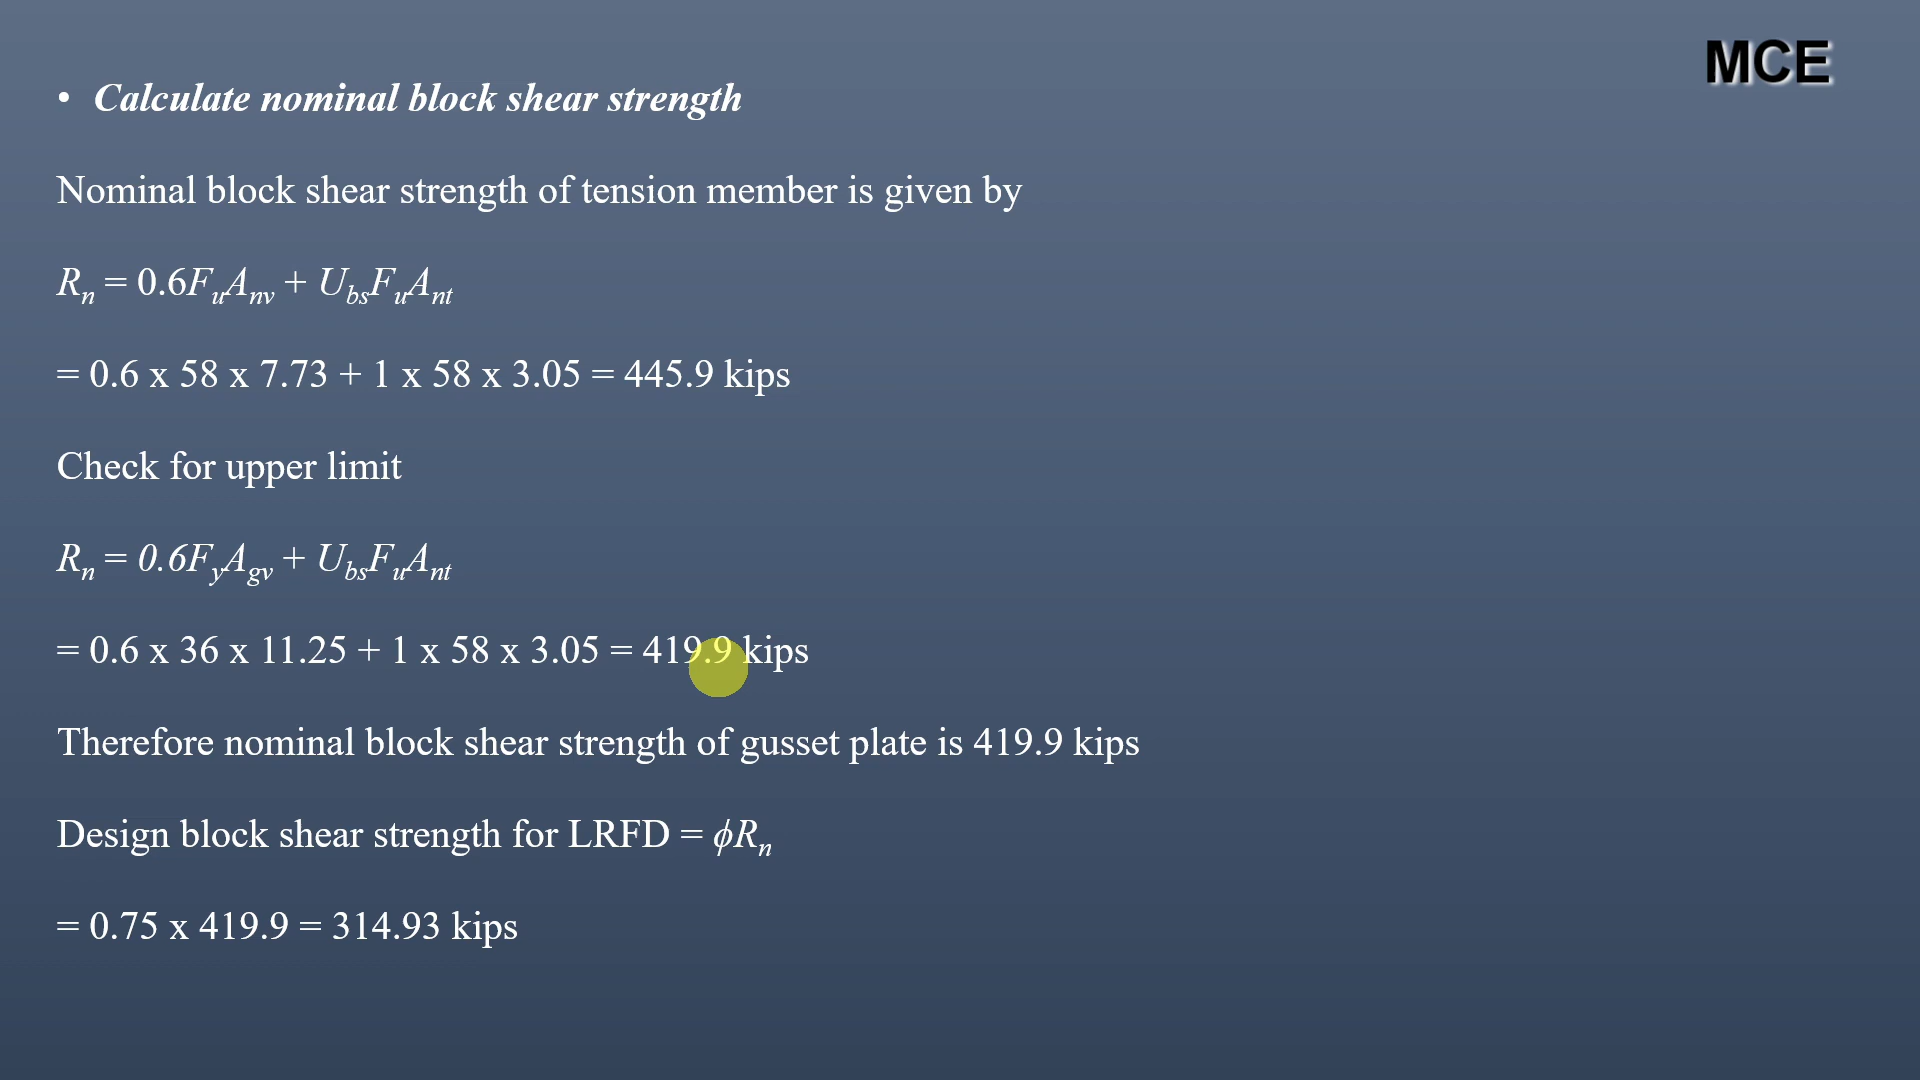 MCE
• Calculate nominal block shear strength
Nominal block shear strength of tension member is given by
Rₙ = 0.6FᵤAₙᵥ + U_bsFᵤA_nt
= 0.6 x 58 x 7.73 + 1 x 58 x 3.05 = 445.9 kips
Check for upper limit
Rₙ = 0.6F_yA_gv + U_bsFᵤA_nt
= 0.6 x 36 x 11.25 + 1 x 58 x 3.05 = 419.9 kips
Therefore nominal block shear strength of gusset plate is 419.9 kips
Design block shear strength for LRFD = ϕRₙ
= 0.75 x 419.9 = 314.93 kips